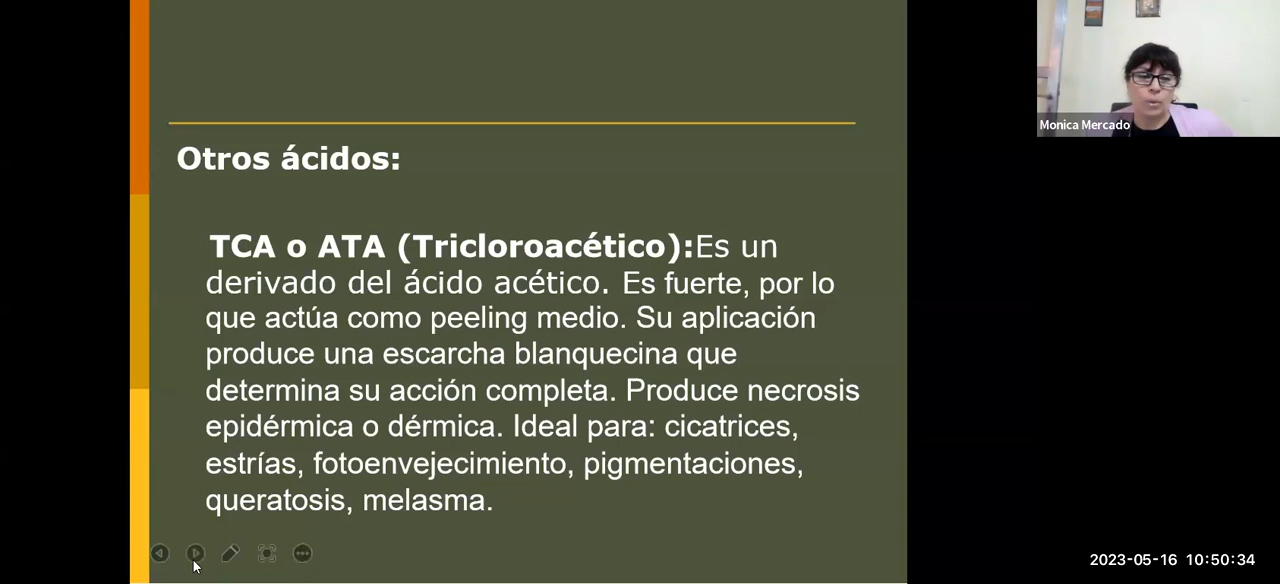 Otros ácidos:
TCA o ATA (Tricloroacético):Es un
derivado del ácido acético. Es fuerte, por lo
que actúa como peeling medio. Su aplicación
produce una escarcha blanquecina que
determina su acción completa. Produce necrosis
epidérmica o dérmica. Ideal para: cicatrices,
estrías, fotoenvejecimiento, pigmentaciones,
queratosis, melasma.
Monica Mercado
2023-05-16 10:50:34